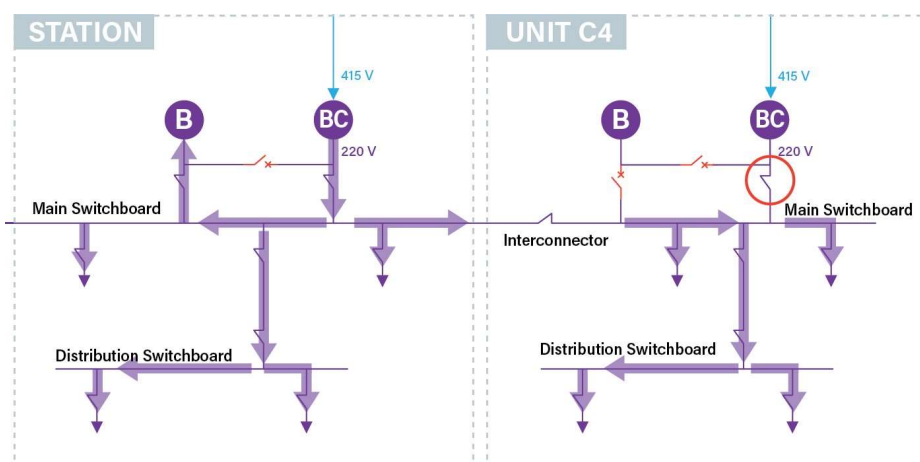 STATION
UNIT C4
415 V
415 V
B
BC
B
BC
220 V
220 V
Main Switchboard
Main Switchboard
Interconnector
Distribution Switchboard
Distribution Switchboard